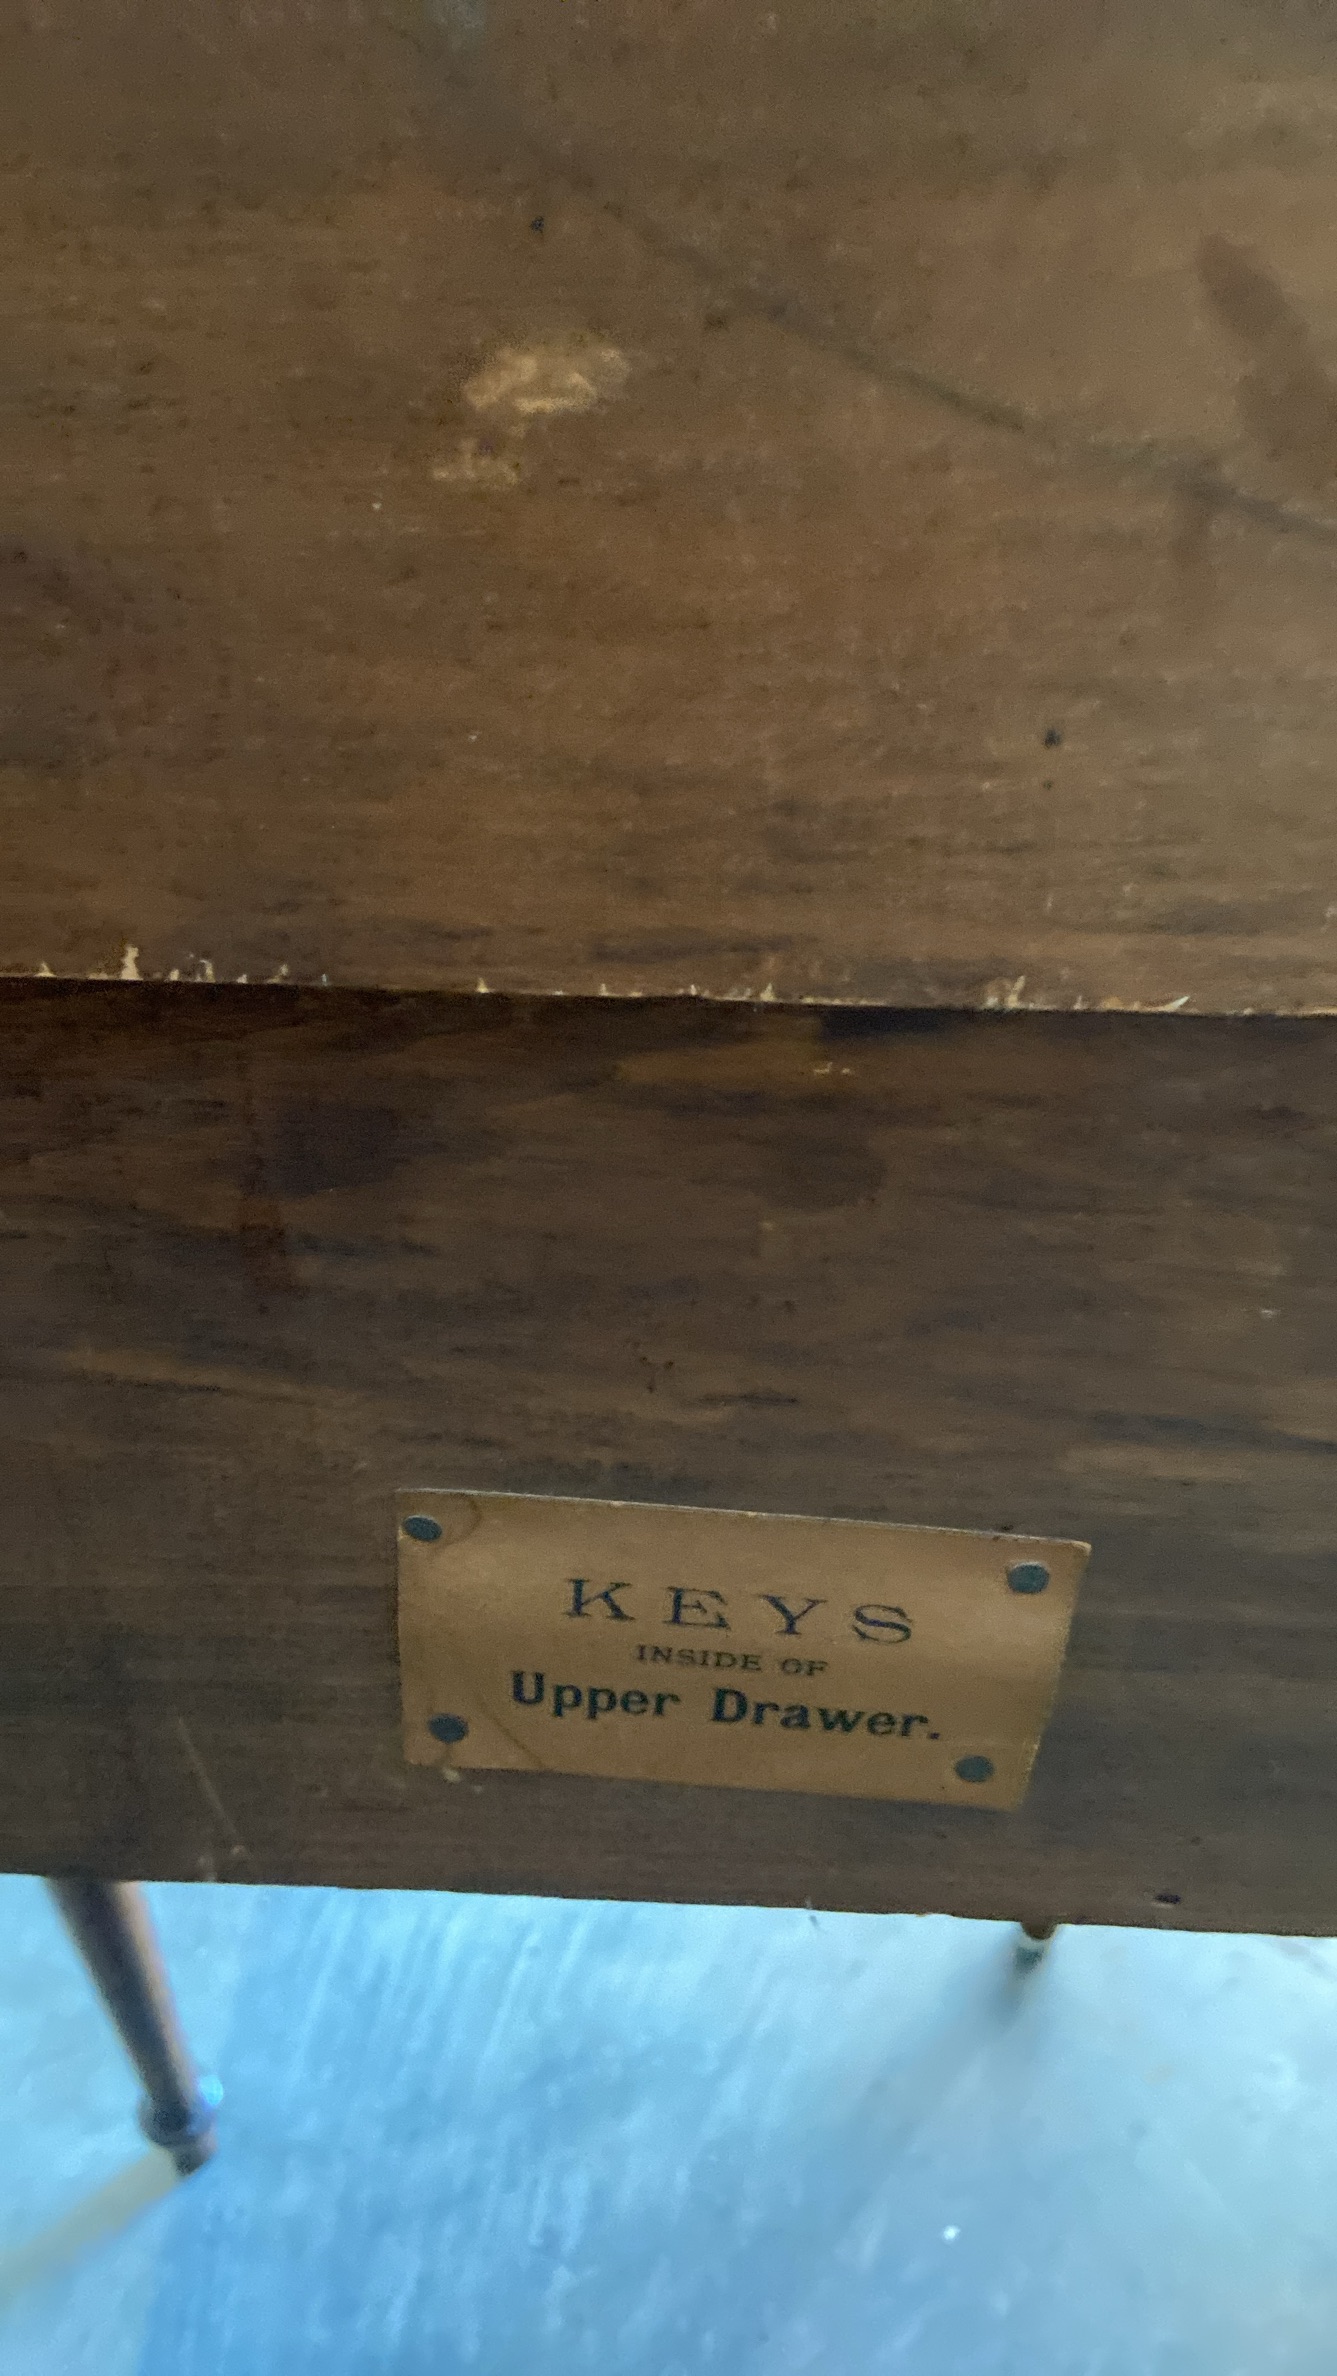 KEYS
INSIDE OF
Upper Drawer.